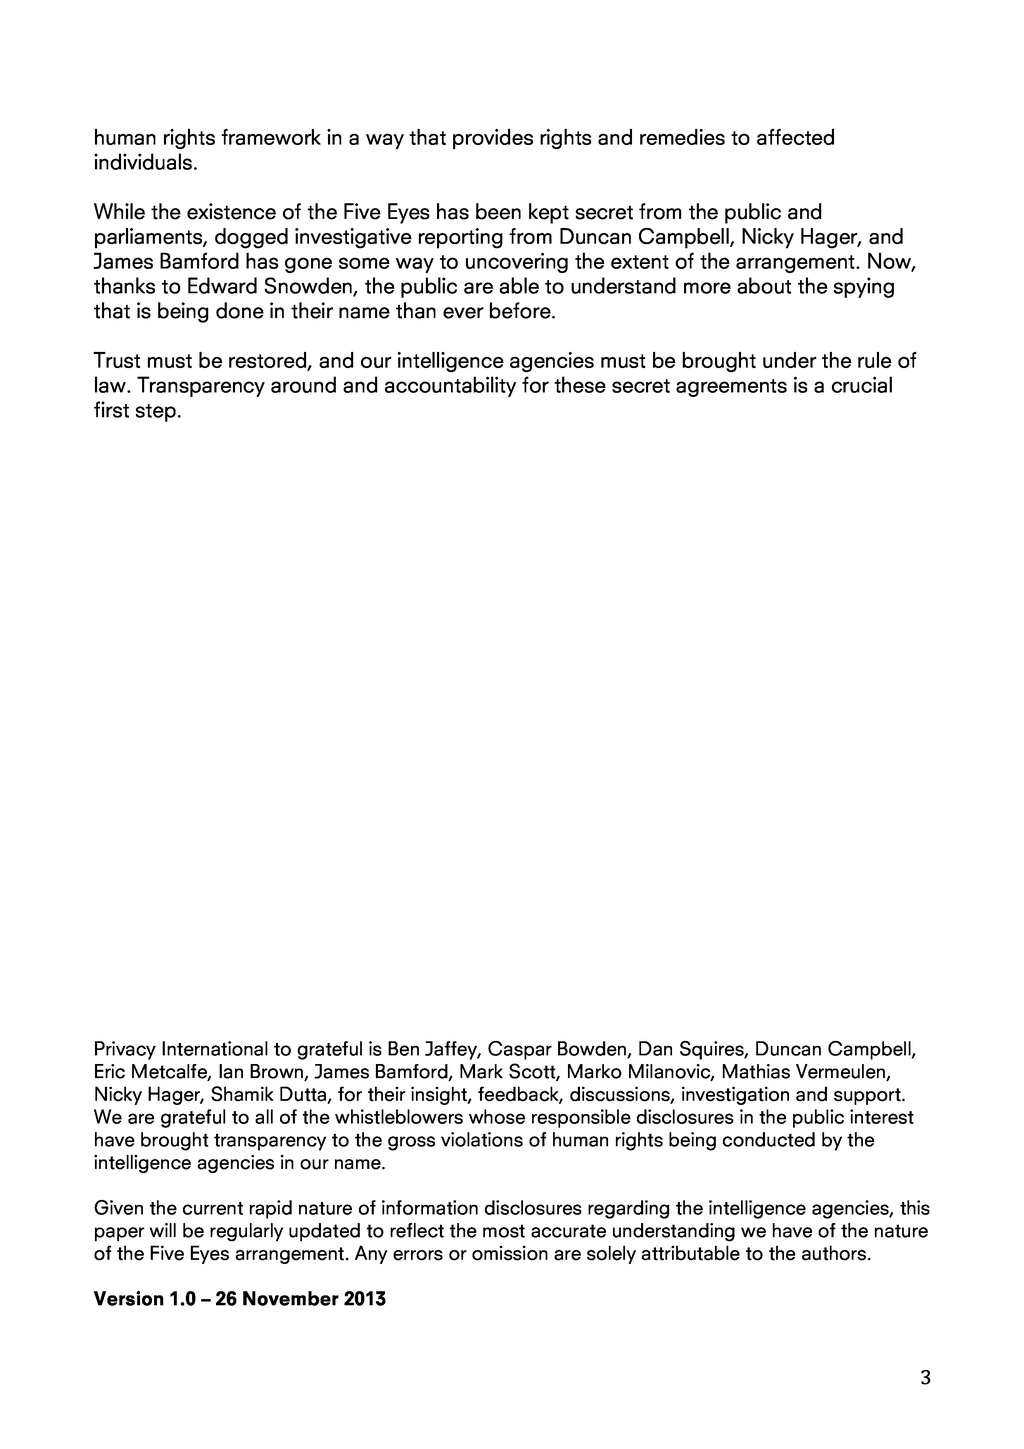 human rights framework in a way that provides rights and remedies to affected
individuals.
While the existence of the Five Eyes has been kept secret from the public and
parliaments, dogged investigative reporting from Duncan Campbell, Nicky Hager, and
James Bamford has gone some way to uncovering the extent of the arrangement. Now,
thanks to Edward Snowden, the public are able to understand more about the spying
that is being done in their name than ever before.
Trust must be restored, and our intelligence agencies must be brought under the rule of
law. Transparency around and accountability for these secret agreements is a crucial
first step.
Privacy International to grateful is Ben Jaffey, Caspar Bowden, Dan Squires, Duncan Campbell,
Eric Metcalfe, Ian Brown, James Bamford, Mark Scott, Marko Milanovic, Mathias Vermeulen,
Nicky Hager, Shamik Dutta, for their insight, feedback, discussions, investigation and support.
We are grateful to all of the whistleblowers whose responsible disclosures in the public interest
have brought transparency to the gross violations of human rights being conducted by the
intelligence agencies in our name.
Given the current rapid nature of information disclosures regarding the intelligence agencies, this
paper will be regularly updated to reflect the most accurate understanding we have of the nature
of the Five Eyes arrangement. Any errors or omission are solely attributable to the authors.
Version 1.0 – 26 November 2013
3